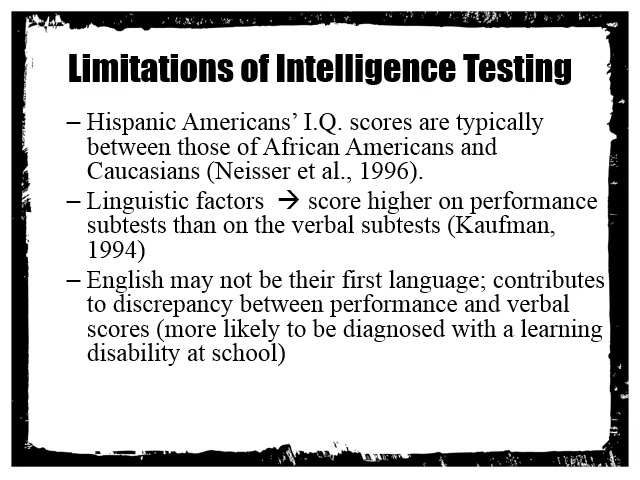 Limitations of Intelligence Testing
– Hispanic Americans’ I.Q. scores are typically
between those of African Americans and
Caucasians (Neisser et al., 1996).
– Linguistic factors → score higher on performance
subtests than on the verbal subtests (Kaufman,
1994)
– English may not be their first language; contributes
to discrepancy between performance and verbal
scores (more likely to be diagnosed with a learning
disability at school)